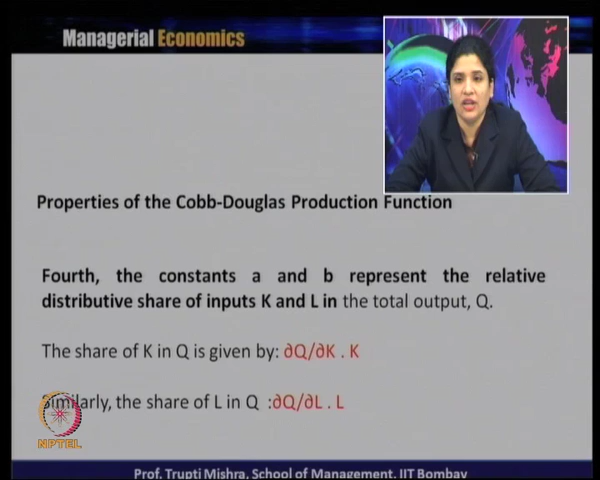 Managerial Economics
Properties of the Cobb-Douglas Production Function
Fourth, the constants a and b represent the relative
distributive share of inputs K and L in the total output, Q.
The share of K in Q is given by: ∂Q/∂K . K
Similarly, the share of L in Q :∂Q/∂L . L
NPTEL
Prof. Trupti Mishra, School of Management, IIT Bombay